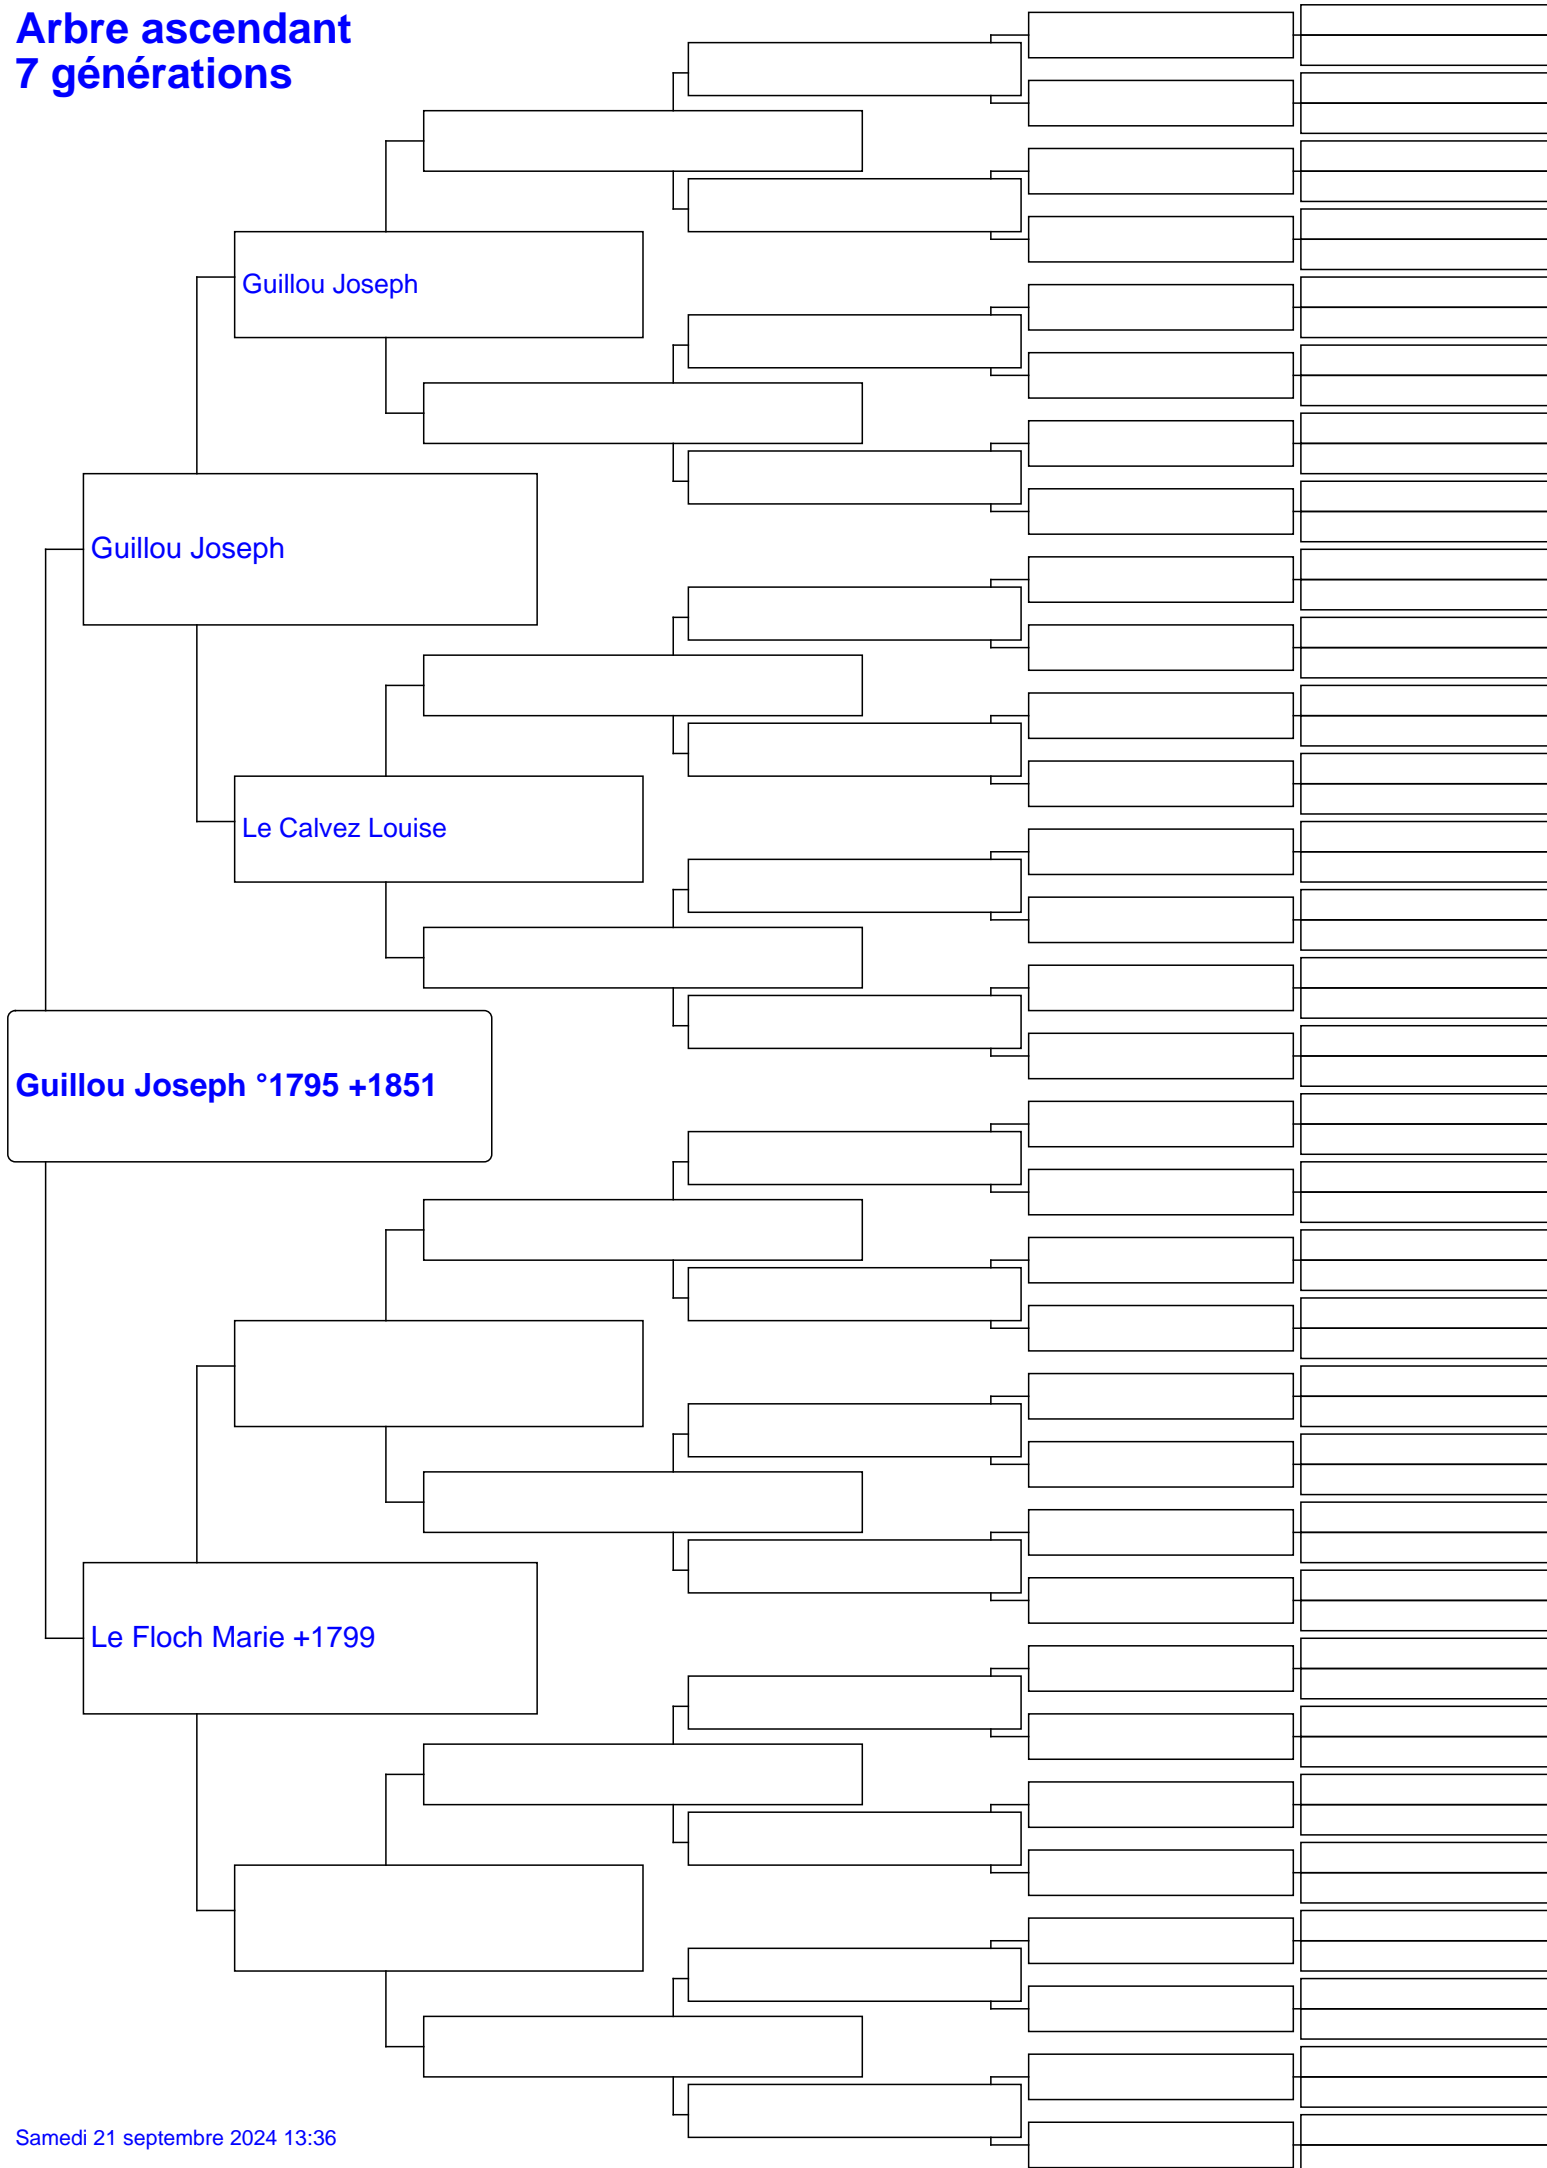 Arbre ascendant
7 générations
Guillou Joseph
Guillou Joseph
Le Calvez Louise
Guillou Joseph °1795 +1851
Le Floch Marie +1799
Samedi 21 septembre 2024 13:36